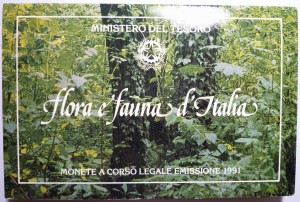 MINISTERO DEL TESORO
flora e fauna d'Italia
MONETE A CORSO LEGALE EMISSIONE 1991